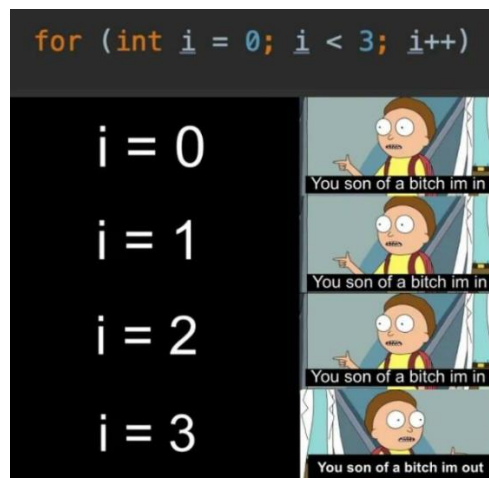 for (int i = 0; i < 3; i++)
i = 0
You son of a bitch im in
i = 1
You son of a bitch im in
i = 2
You son of a bitch im in
i = 3
You son of a bitch im out